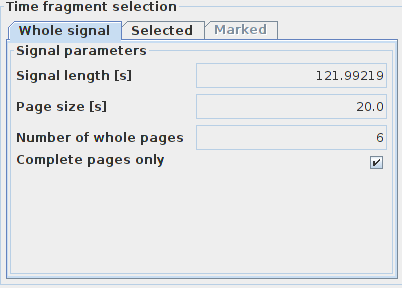 Time fragment selection
Whole signal Selected Marked
Signal parameters
Signal length [s] 121.99219
Page size [s] 20.0
Number of whole pages 6
Complete pages only